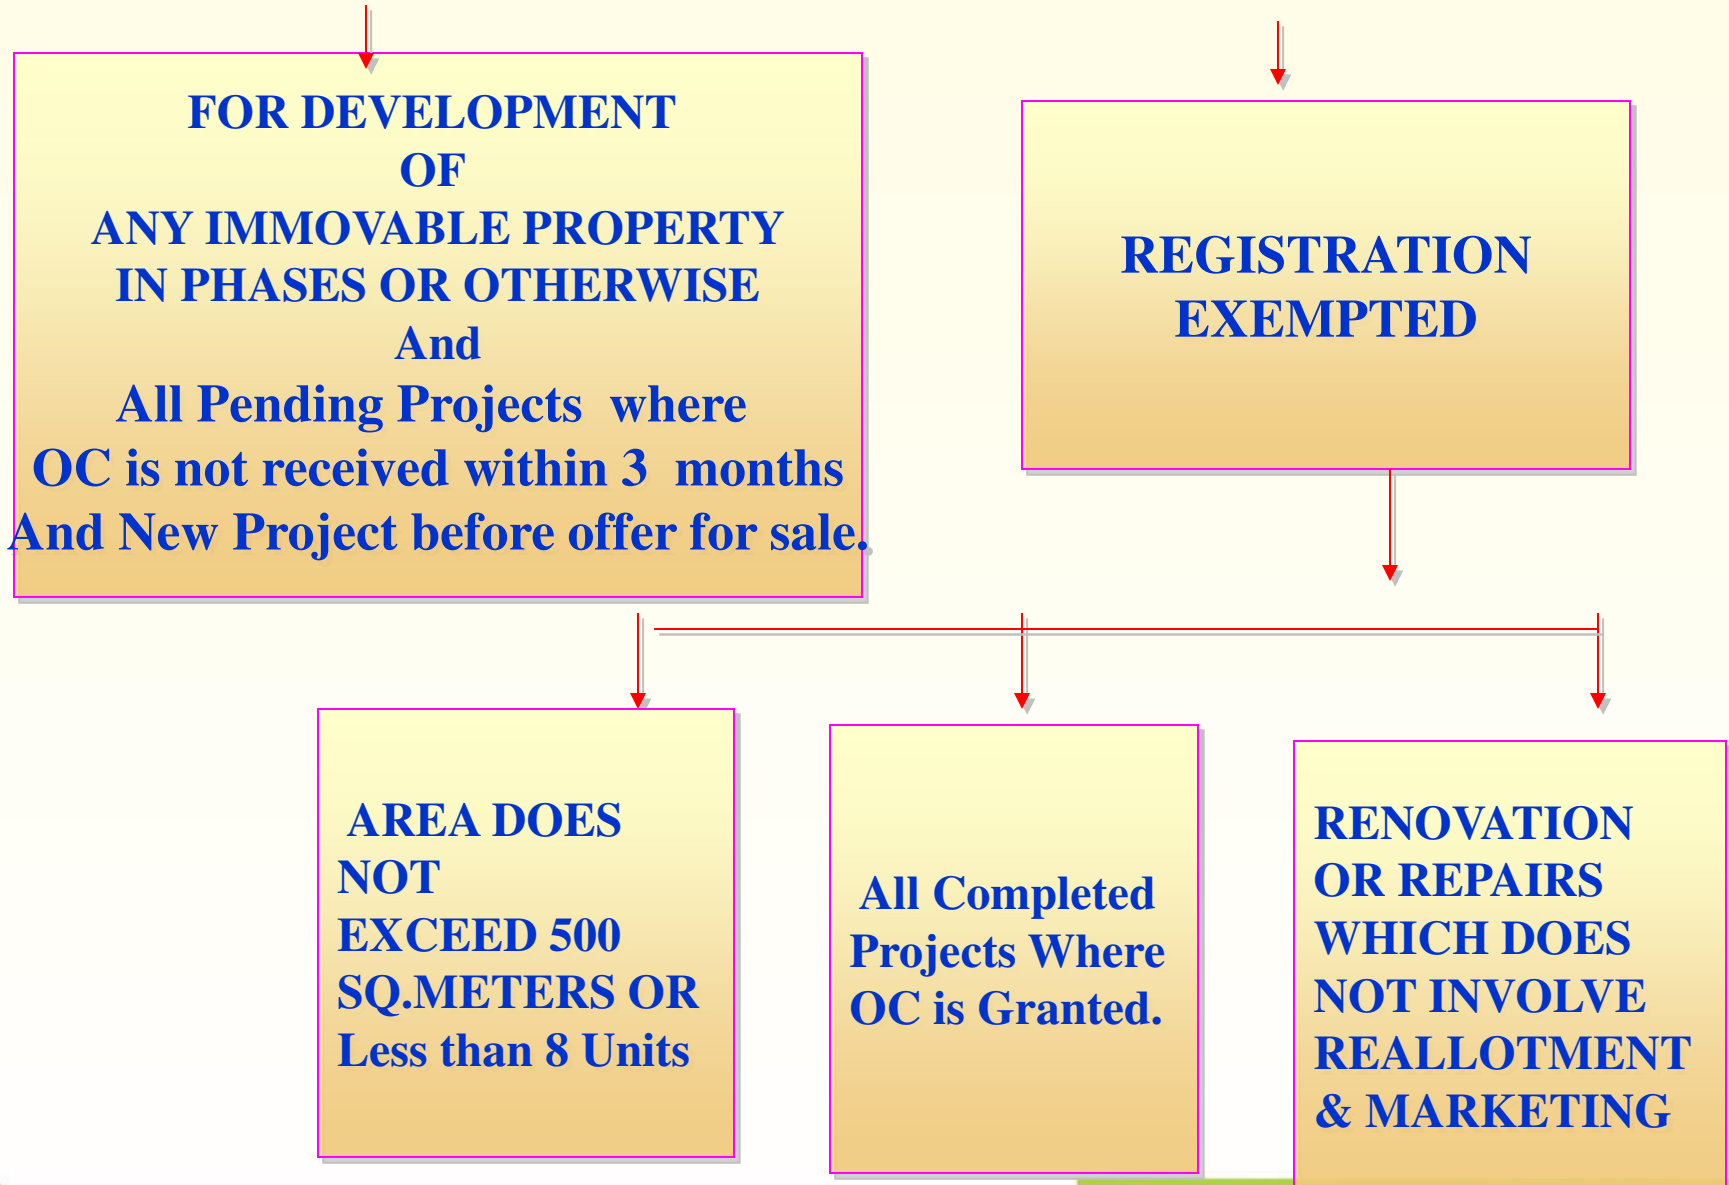 FOR DEVELOPMENT
OF
ANY IMMOVABLE PROPERTY
IN PHASES OR OTHERWISE
And
All Pending Projects where
OC is not received within 3 months
And New Project before offer for sale.
REGISTRATION
EXEMPTED
AREA DOES
NOT
EXCEED 500
SQ.METERS OR
Less than 8 Units
All Completed
Projects Where
OC is Granted.
RENOVATION
OR REPAIRS
WHICH DOES
NOT INVOLVE
REALLOTMENT
& MARKETING